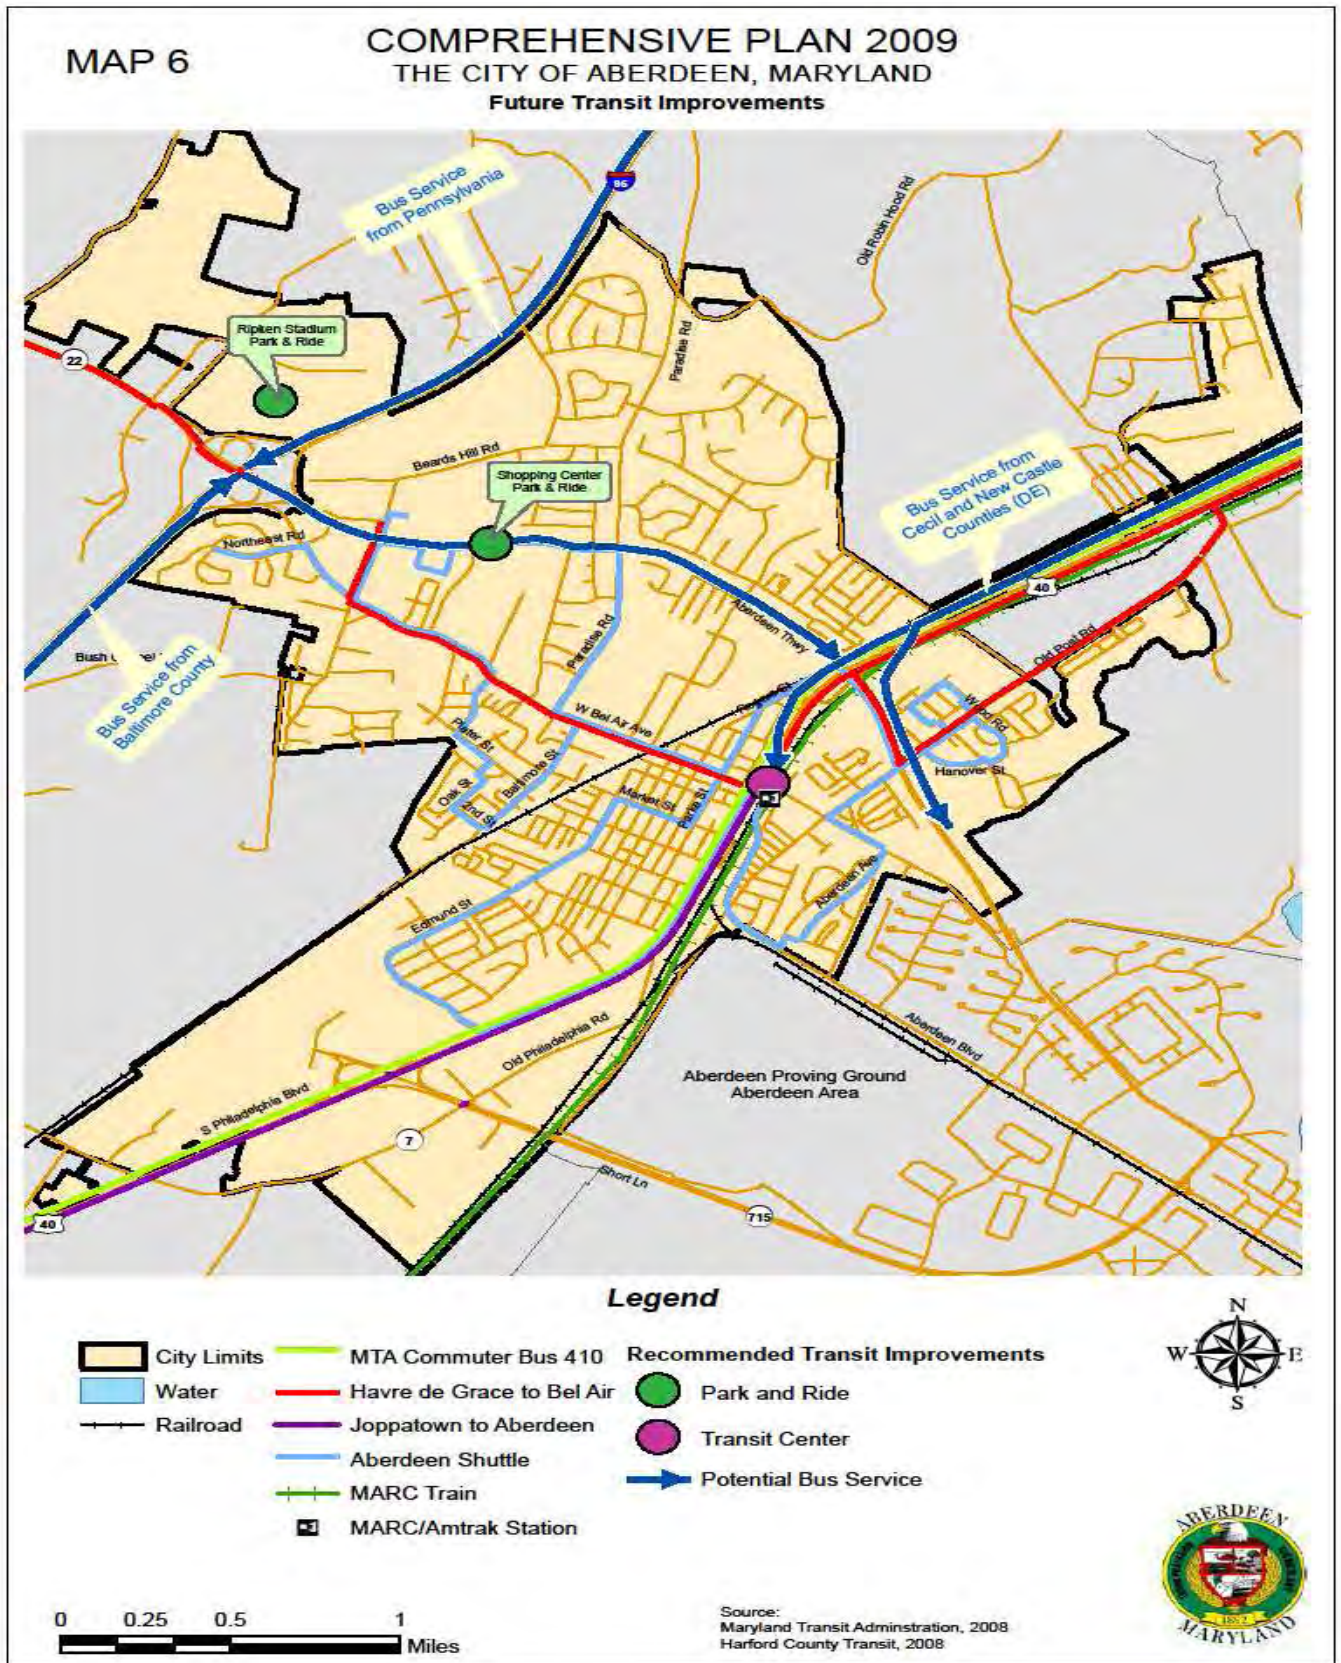 MAP 6
COMPREHENSIVE PLAN 2009
THE CITY OF ABERDEEN, MARYLAND
Future Transit Improvements
Bus Service
from Pennsylvania
Old Robin Hood Rd
Ripken Stadium
Park & Ride
22
Paradise Rd
Beards Hill Rd
Shopping Center
Park & Ride
Bus Service from
Cecil and New Castle
Counties (DE)
Northeast Rd
40
Aberdeen Thwy
Paradise Rd
Old Post Rd
Bush
Bus Service from
Baltimore County
W Bel Air Ave
Plater St
Baltimore St
Oak St
2nd St
Market St
Parke St
Hanover St
Aberdeen Ave
Edmund St
Old Philadelphia Rd
Aberdeen Blvd
Aberdeen Proving Ground
Aberdeen Area
S Philadelphia Blvd
7
Short Ln
715
40
Legend
City Limits
Water
Railroad
MTA Commuter Bus 410
Havre de Grace to Bel Air
Joppatown to Aberdeen
Aberdeen Shuttle
MARC Train
MARC/Amtrak Station
Recommended Transit Improvements
Park and Ride
Transit Center
Potential Bus Service
N
W E
S
0 0.25 0.5 1
Miles
Source:
Maryland Transit Adminstration, 2008
Harford County Transit, 2008
ABERDEEN
1892
MARYLAND